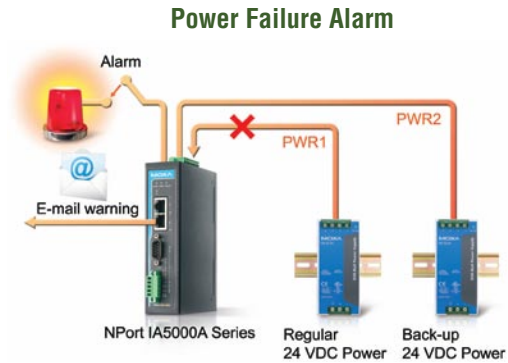 Power Failure Alarm
Alarm
PWR2
PWR1
@
E-mail warning
MOXA
NPort IA5000A Series
Regular
24 VDC Power
Back-up
24 VDC Power